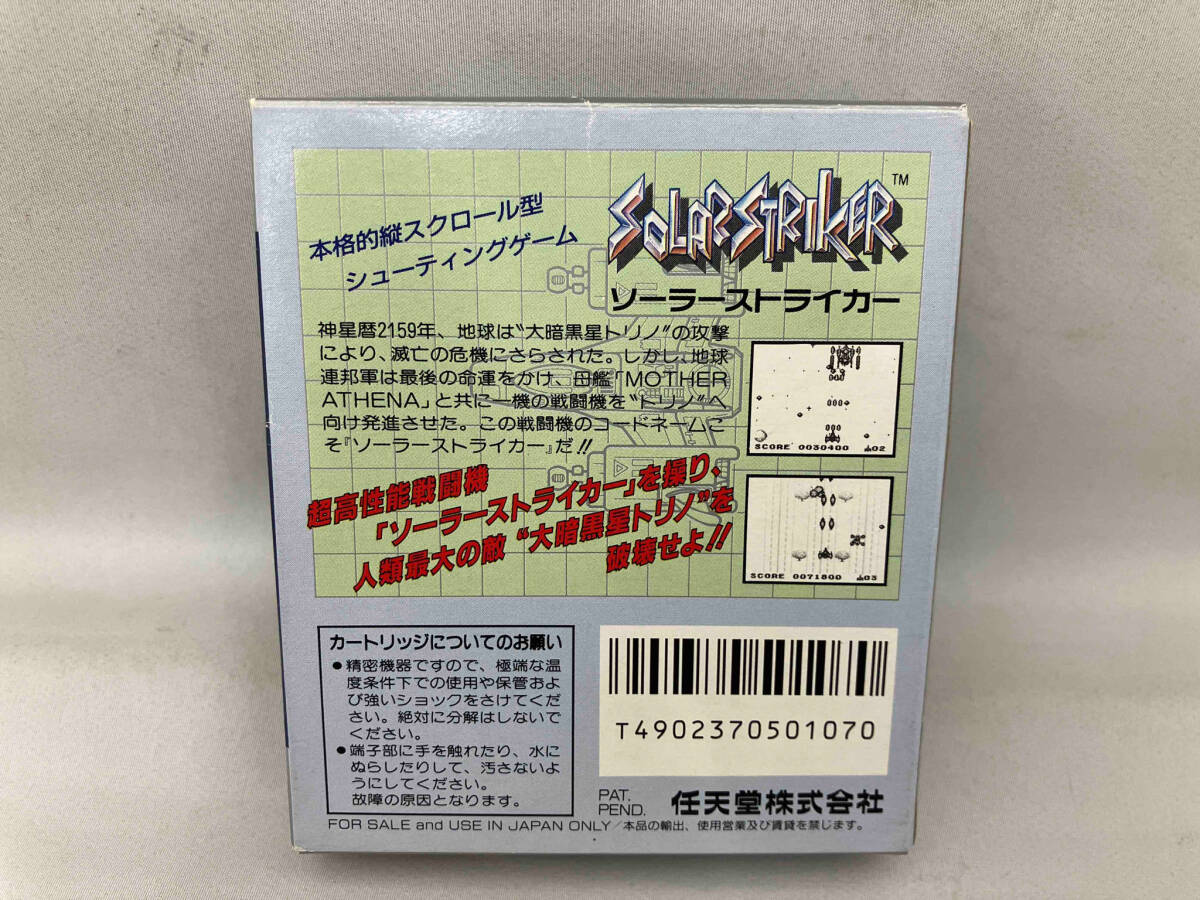 本格的縦スクロール型
シューティングゲーム
SOLARSTRIKER™
ソーラーストライカー
神星暦2159年、地球は“大暗黒星トリノ”の攻撃
により、滅亡の危機にさらされた。しかし、地球
連邦軍は最後の命運をかけ、母艦「MOTHER
ATHENA」と共に一機の戦闘機を“トリノ”へ
向け発進させた。この戦闘機のコードネームこ
そ『ソーラーストライカー』だ!!
超高性能戦闘機
「ソーラーストライカー」を操り、
人類最大の敵“大暗黒星トリノ”を
破壊せよ!!
SCORE 0030400 02
SCORE 0071800 03
カートリッジについてのお願い
●精密機器ですので、極端な温
度条件下での使用や保管およ
び強いショックをさけてくだ
さい。絶対に分解はしないで
ください。
●端子部に手を触れたり、水に
ぬらしたりして、汚さないよ
うにしてください。
故障の原因となります。
T4902370501070
PAT.
PEND.
任天堂株式会社
FOR SALE and USE IN JAPAN ONLY/本品の輸出、使用営業及び賃貸を禁じます。